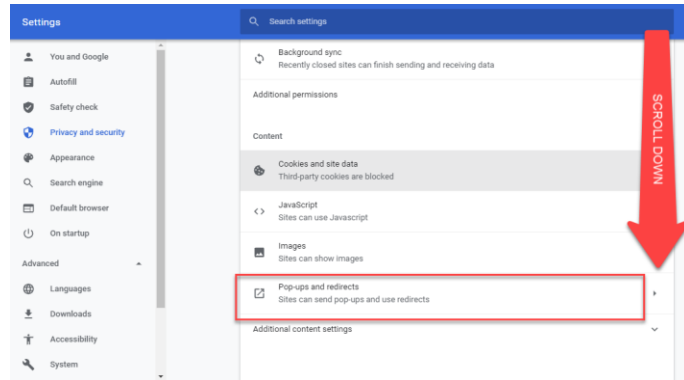 Settings
Search settings
You and Google
Autofill
Safety check
Privacy and security
Appearance
Search engine
Default browser
On startup
Advanced
Languages
Downloads
Accessibility
System
Background sync
Recently closed sites can finish sending and receiving data
Additional permissions
Content
Cookies and site data
Third-party cookies are blocked
JavaScript
Sites can use Javascript
Images
Sites can show images
Pop-ups and redirects
Sites can send pop-ups and use redirects
Additional content settings
SCROLL DOWN